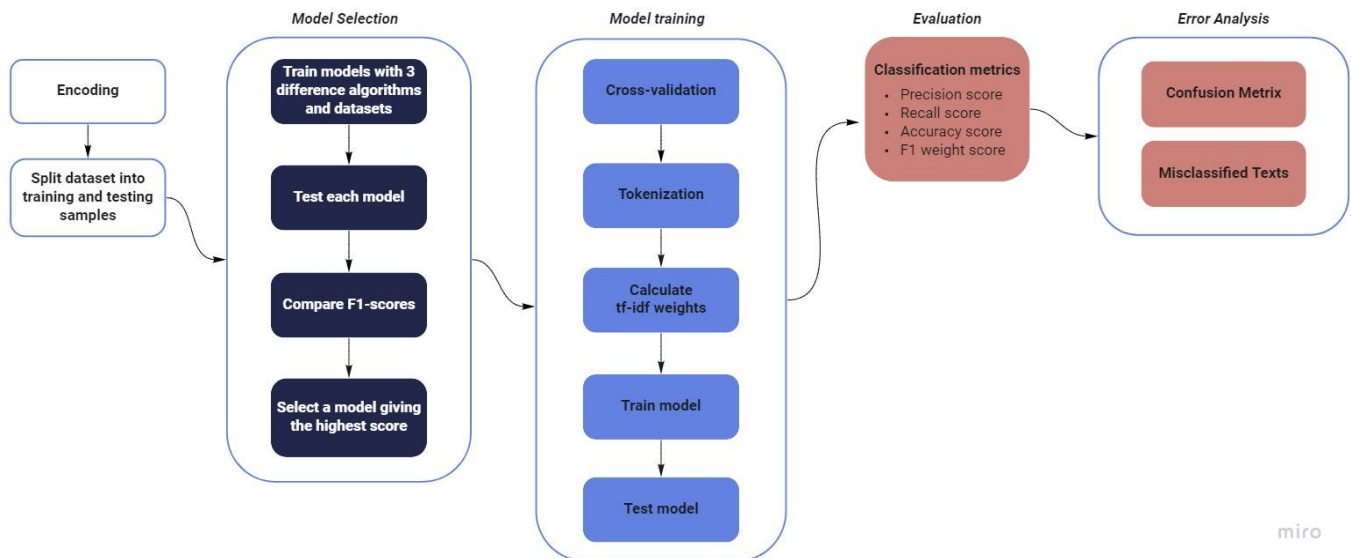 Model Selection
Model training
Evaluation
Error Analysis
Encoding
Split dataset into
training and testing
samples
Train models with 3
difference algorithms
and datasets
Test each model
Compare F1-scores
Select a model giving
the highest score
Cross-validation
Tokenization
Calculate
tf-idf weights
Train model
Test model
Classification metrics
• Precision score
• Recall score
• Accuracy score
• F1 weight score
Confusion Metrix
Misclassified Texts
miro